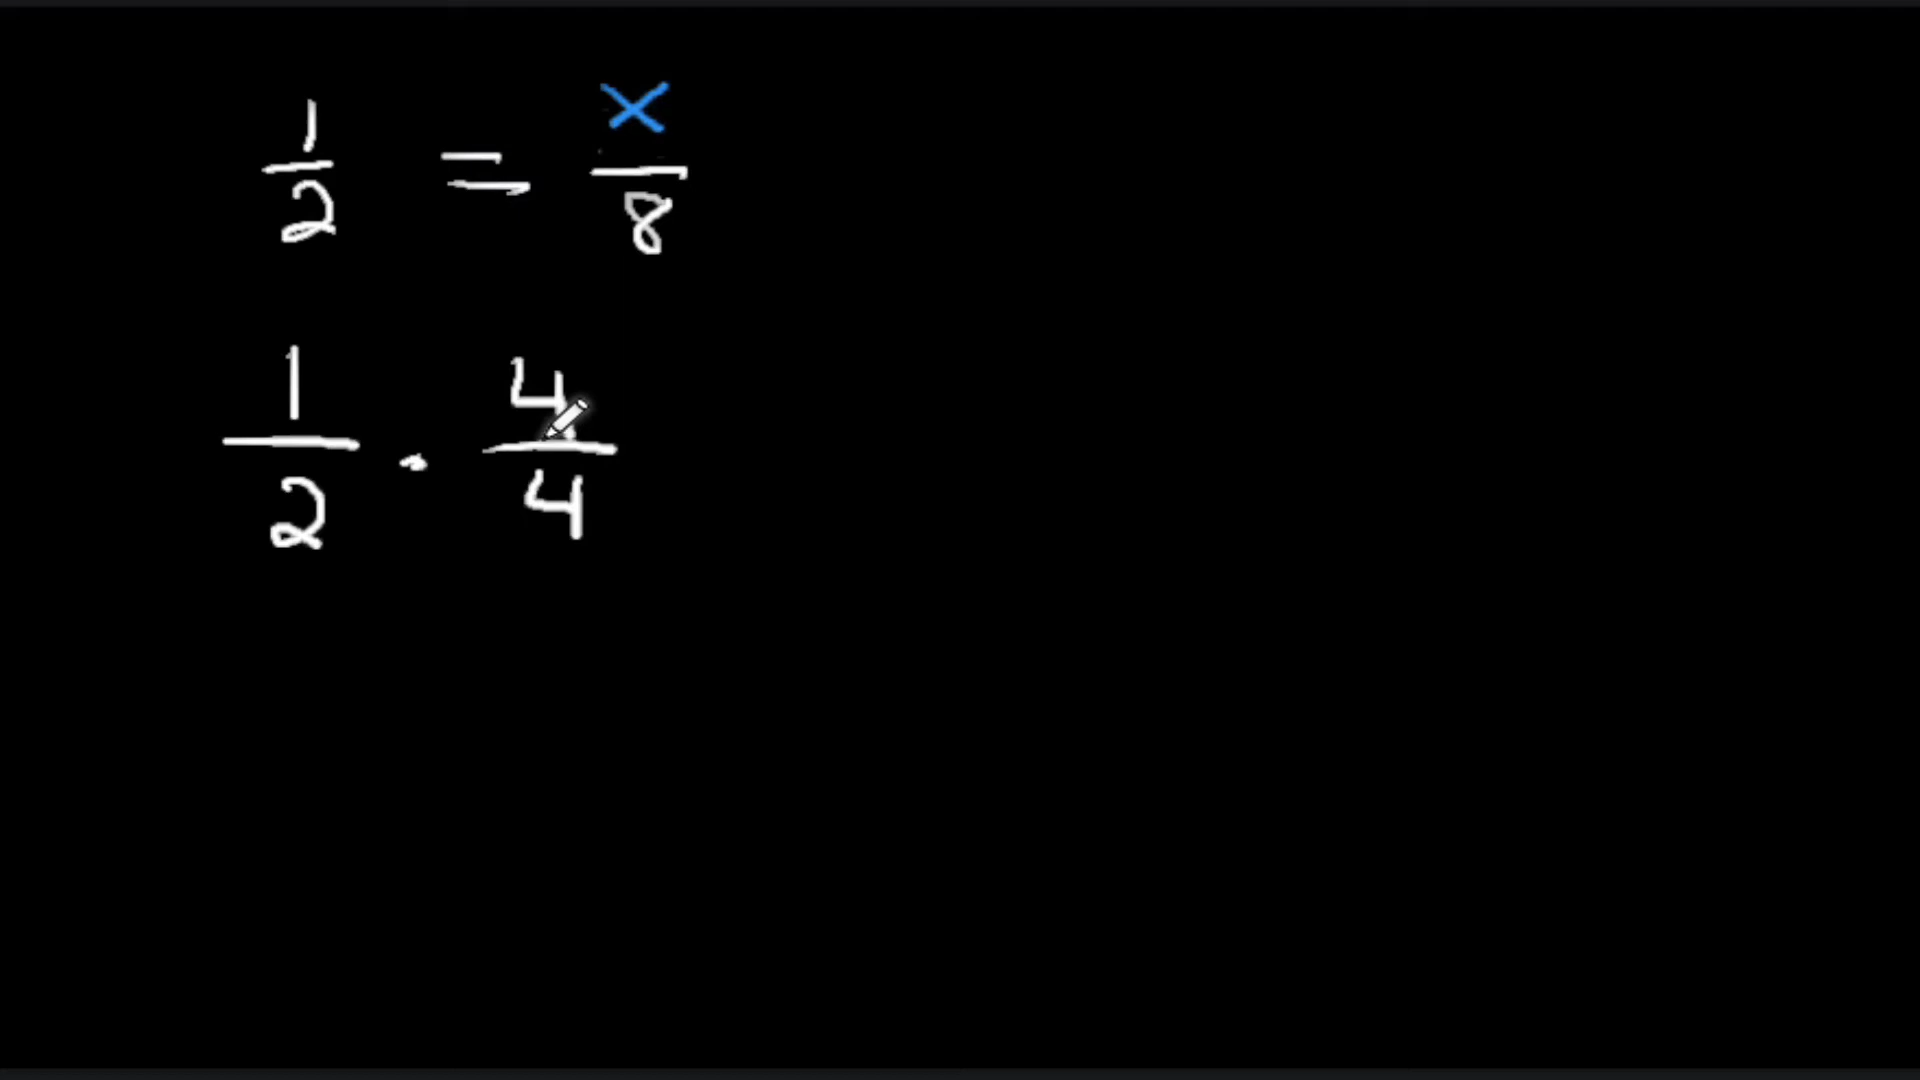 1/2 = x/8
1/2 · 4/4